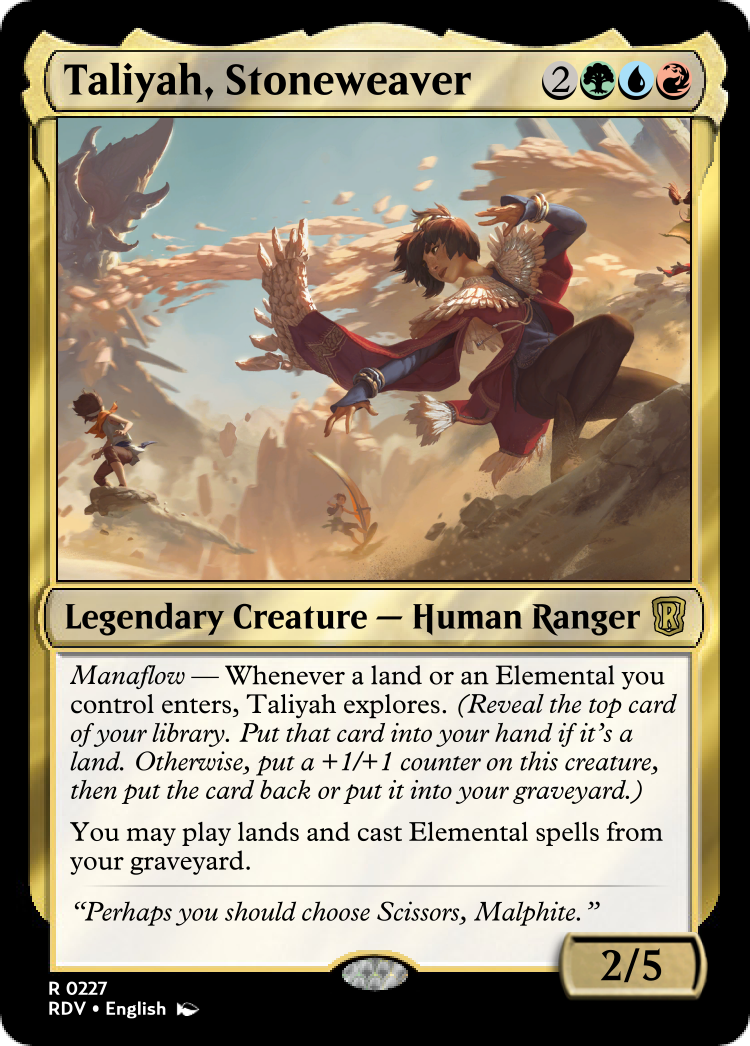 Taliyah, Stoneweaver 2
Legendary Creature — Human Ranger R
Manaflow — Whenever a land or an Elemental you
control enters, Taliyah explores. (Reveal the top card
of your library. Put that card into your hand if it's a
land. Otherwise, put a +1/+1 counter on this creature,
then put the card back or put it into your graveyard.)
You may play lands and cast Elemental spells from
your graveyard.
“Perhaps you should choose Scissors, Malphite.”
2/5
R 0227
RDV • English